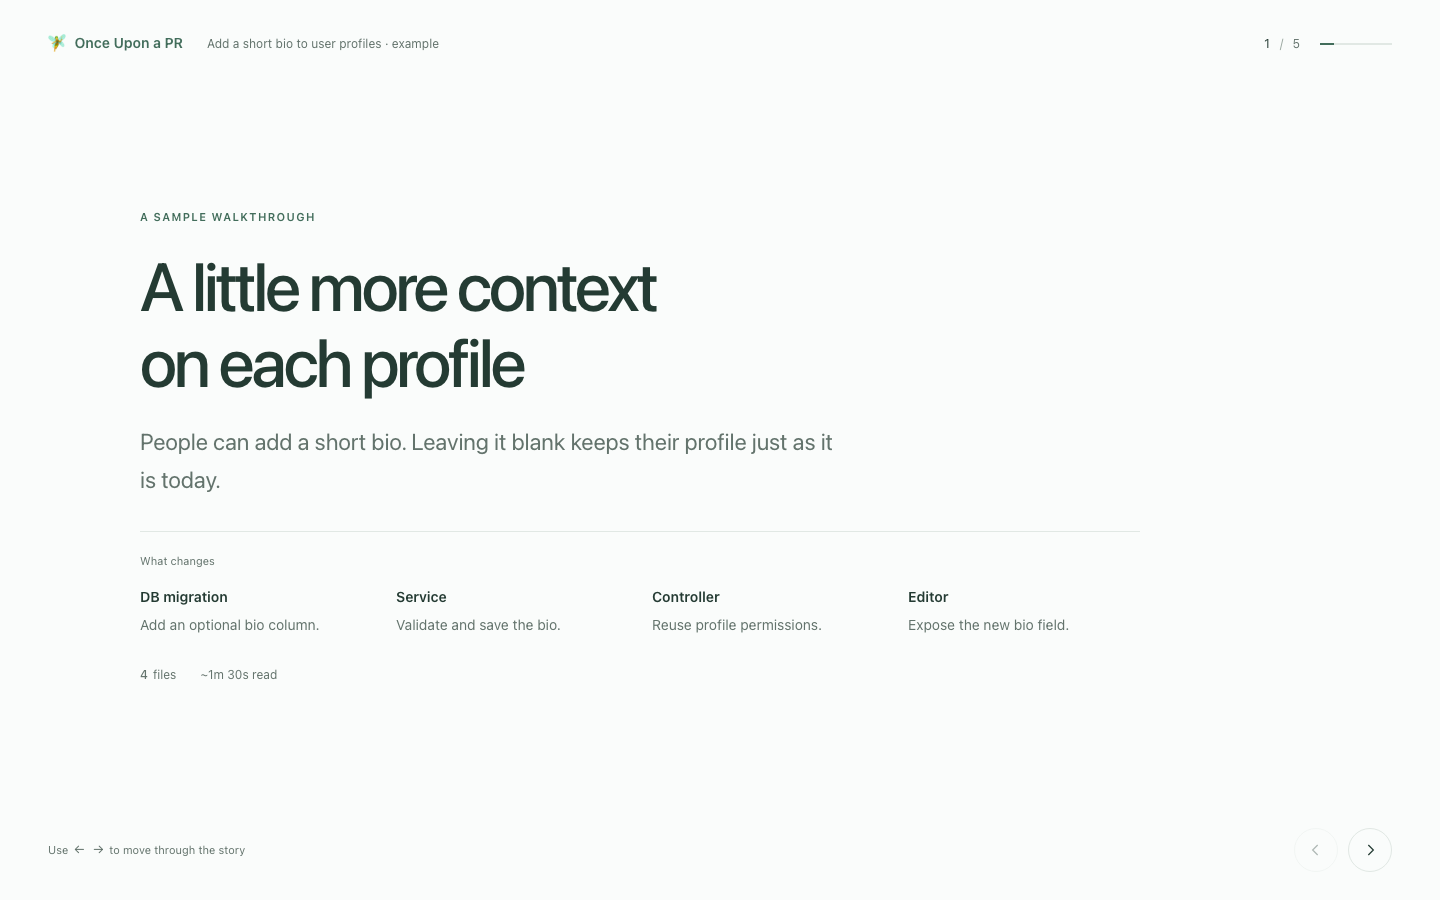 Once Upon a PR
Add a short bio to user profiles · example
1 / 5
A SAMPLE WALKTHROUGH
A little more context
on each profile
People can add a short bio. Leaving it blank keeps their profile just as it
is today.
What changes
DB migration
Add an optional bio column.
Service
Validate and save the bio.
Controller
Reuse profile permissions.
Editor
Expose the new bio field.
4 files
~1m 30s read
Use ← → to move through the story